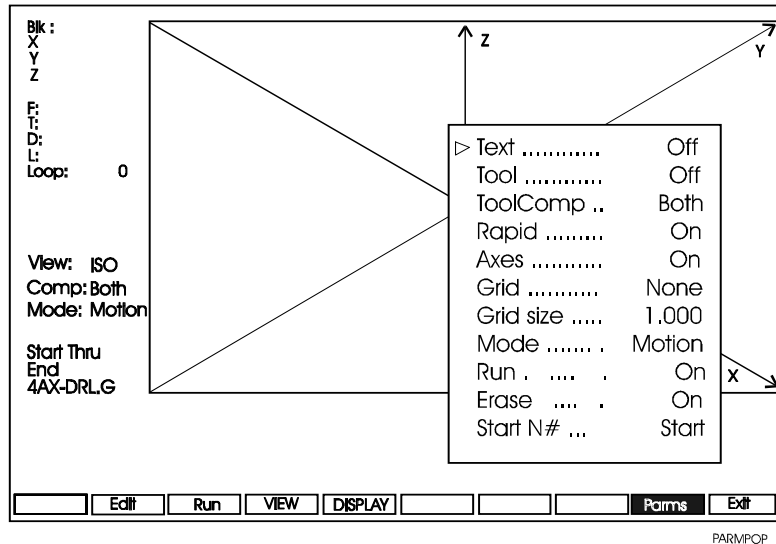 Blk :
X
Y
Z
F:
T:
D:
L:
Loop: 0
View: ISO
Comp: Both
Mode: Motion
Start Thru
End
4AX-DRL.G
Z
Y
X
Text ............ Off
Tool ............ Off
ToolComp .. Both
Rapid ......... On
Axes ........... On
Grid ........... None
Grid size ..... 1.000
Mode ....... . Motion
Run . .... . On
Erase .... . On
Start N# ... Start
Edit Run VIEW DISPLAY Parms Exit
PARMPOP